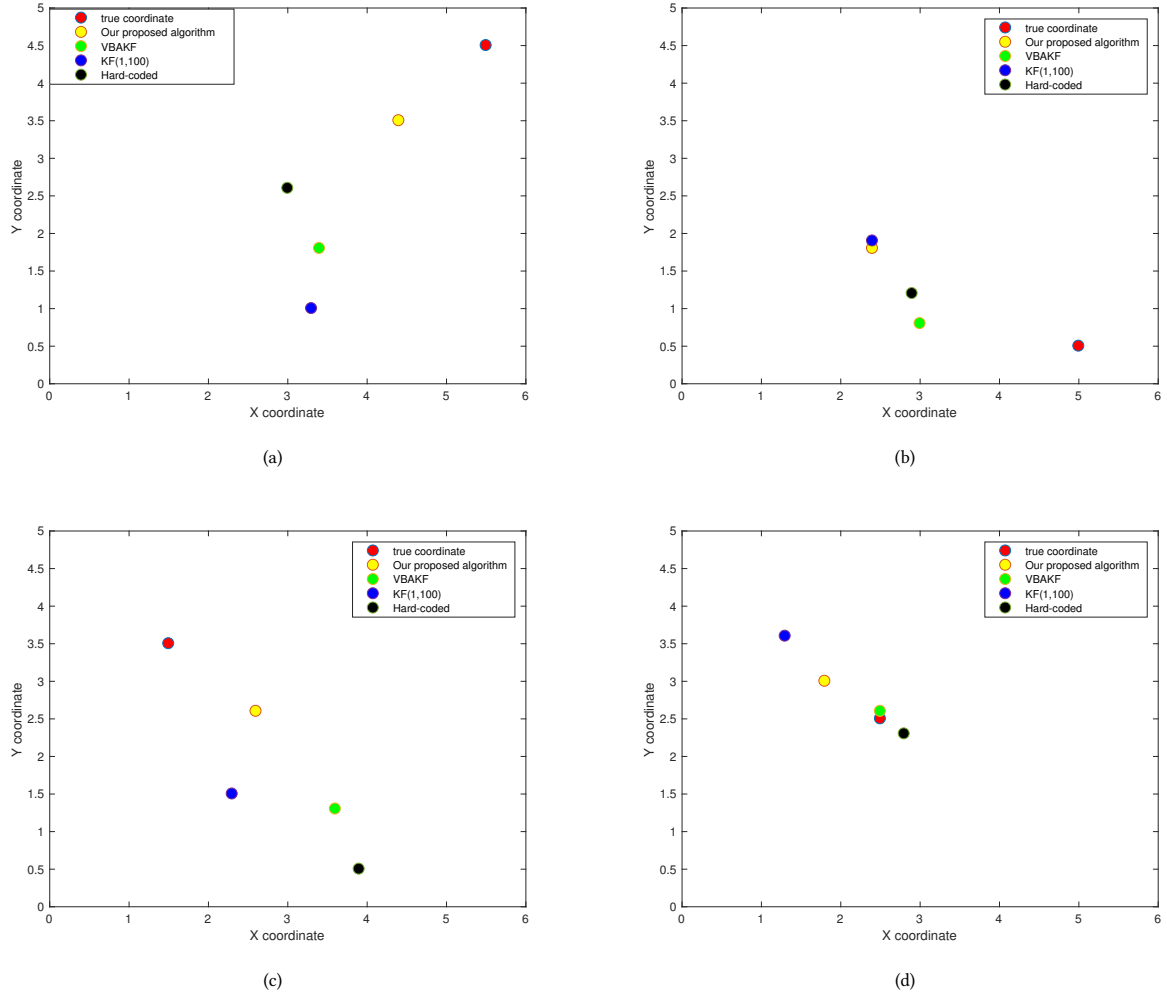 5
4.5
4
3.5
3
2.5
2
1.5
1
0.5
0
Y coordinate
0 1 2 3 4 5 6
X coordinate
true coordinate
Our proposed algorithm
VBAKF
KF(1,100)
Hard-coded
(a)
5
4.5
4
3.5
3
2.5
2
1.5
1
0.5
0
Y coordinate
0 1 2 3 4 5 6
X coordinate
true coordinate
Our proposed algorithm
VBAKF
KF(1,100)
Hard-coded
(b)
5
4.5
4
3.5
3
2.5
2
1.5
1
0.5
0
Y coordinate
0 1 2 3 4 5 6
X coordinate
true coordinate
Our proposed algorithm
VBAKF
KF(1,100)
Hard-coded
(c)
5
4.5
4
3.5
3
2.5
2
1.5
1
0.5
0
Y coordinate
0 1 2 3 4 5 6
X coordinate
true coordinate
Our proposed algorithm
VBAKF
KF(1,100)
Hard-coded
(d)